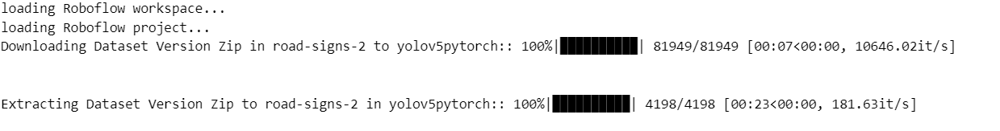 loading Roboflow workspace...
loading Roboflow project...
Downloading Dataset Version Zip in road-signs-2 to yolov5pytorch:: 100%|██████████| 81949/81949 [00:07<00:00, 10646.02it/s]
Extracting Dataset Version Zip to road-signs-2 in yolov5pytorch:: 100%|██████████| 4198/4198 [00:23<00:00, 181.63it/s]